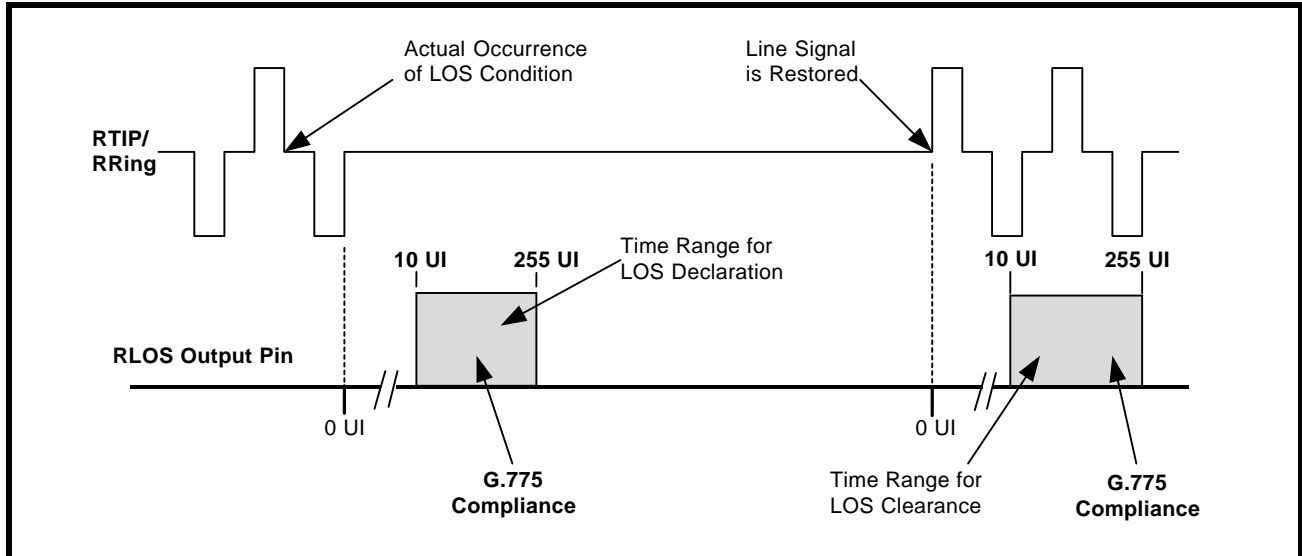 Actual Occurrence
of LOS Condition
Line Signal
is Restored
RTIP/
RRing
Time Range for
LOS Declaration
10 UI
255 UI
10 UI
255 UI
RLOS Output Pin
0 UI
0 UI
G.775
Compliance
Time Range for
LOS Clearance
G.775
Compliance